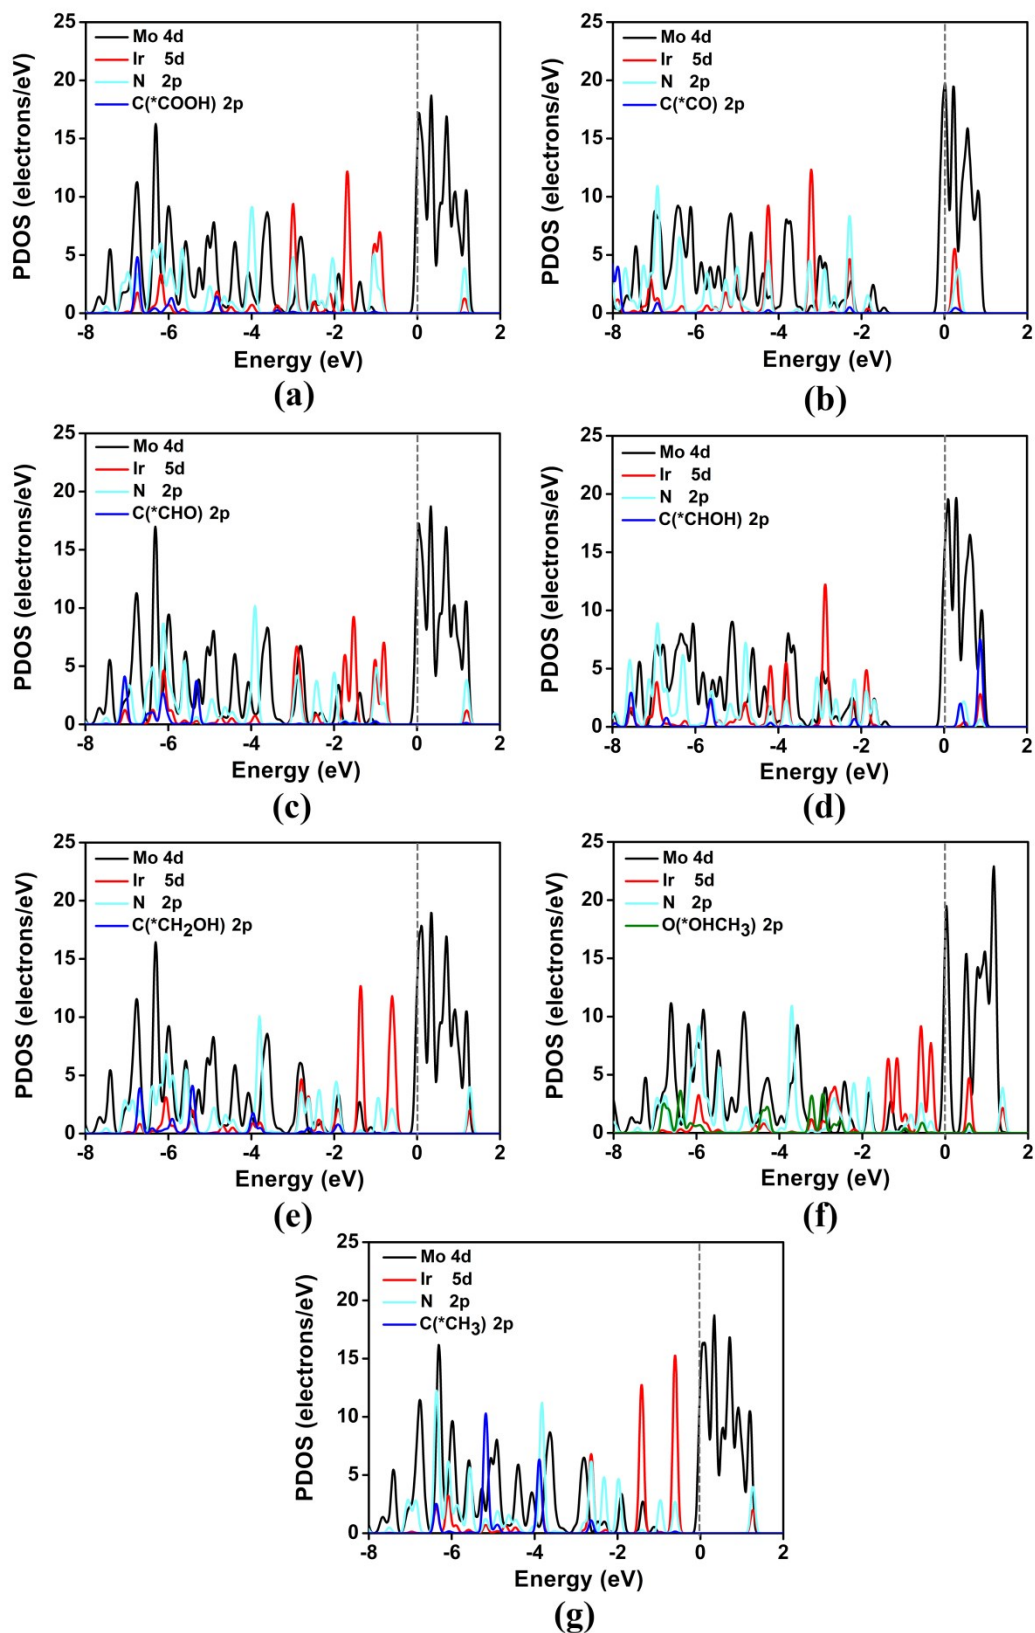 25
20
15
10
5
0
PDOS (electrons/eV)
Mo 4d
Ir 5d
N 2p
C(*COOH) 2p
-8 -6 -4 -2 0 2
Energy (eV)
(a)
25
20
15
10
5
0
PDOS (electrons/eV)
Mo 4d
Ir 5d
N 2p
C(*CO) 2p
-8 -6 -4 -2 0 2
Energy (eV)
(b)
25
20
15
10
5
0
PDOS (electrons/eV)
Mo 4d
Ir 5d
N 2p
C(*CHO) 2p
-8 -6 -4 -2 0 2
Energy (eV)
(c)
25
20
15
10
5
0
PDOS (electrons/eV)
Mo 4d
Ir 5d
N 2p
C(*CHOH) 2p
-8 -6 -4 -2 0 2
Energy (eV)
(d)
25
20
15
10
5
0
PDOS (electrons/eV)
Mo 4d
Ir 5d
N 2p
C(*CH₂OH) 2p
-8 -6 -4 -2 0 2
Energy (eV)
(e)
25
20
15
10
5
0
PDOS (electrons/eV)
Mo 4d
Ir 5d
N 2p
O(*OHCH₃) 2p
-8 -6 -4 -2 0 2
Energy (eV)
(f)
25
20
15
10
5
0
PDOS (electrons/eV)
Mo 4d
Ir 5d
N 2p
C(*CH₃) 2p
-8 -6 -4 -2 0 2
Energy (eV)
(g)